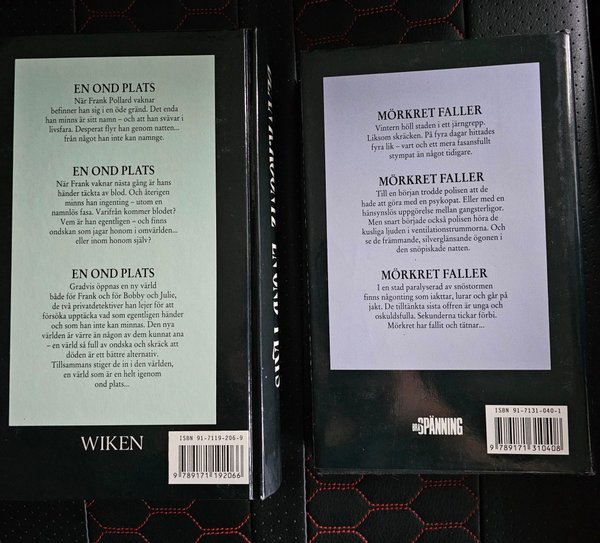 EN OND PLATS
När Frank Pollard vaknar
befinner han sig i en öde gränd. Det enda
han minns är sitt namn – och att han svävar i
livsfara. Desperat flyr han genom natten...
från något han inte kan namnge.
EN OND PLATS
När Frank vaknar nästa gång är hans
händer täckta av blod. Och återigen
minns han ingenting – utom en
namnlös fasa. Varifrån kommer blodet?
Vem är han egentligen – och finns
ondskan som jagar honom i omvärlden...
eller inom honom själv?
EN OND PLATS
Gradvis öppnas en ny värld
både för Frank och för Bobby och Julie,
de två privatdetektiver han lejer för att
försöka upptäcka vad som egentligen händer
och som han inte kan minnas. Den nya
världen är värre än någon av dem kunnat ana
– en värld så full av ondska och skräck att
döden är ett bättre alternativ.
Tillsammans stiger de in i den världen,
en värld som är en helt igenom
ond plats...
WIKEN
ISBN 91-7119-206-9
9 789171 192066
EN OND PLATS
MÖRKRET FALLER
Vintern höll staden i ett järngrepp.
Liksom skräcken. På fyra dagar hittades
fyra lik – vart och ett mera fasansfullt
stympat än något tidigare.
MÖRKRET FALLER
Till en början trodde polisen att de
hade att göra med en psykopat. Eller med en
hänsynslös uppgörelse mellan gangsterligor.
Men snart började också polisen höra de
kusliga ljuden i ventilationstrummorna. Och
se de främmande, silverglänsande ögonen i
den snöpiskade natten.
MÖRKRET FALLER
I en stad paralyserad av snöstormen
finns någonting som iakttar, lurar och går på
jakt. De tilltänkta sista offren är unga och
oskuldsfulla. Sekunderna tickar förbi.
Mörkret har fallit och tätnar...
BRA SPÄNNING
ISBN 91-7131-040-1
9 789171 310408